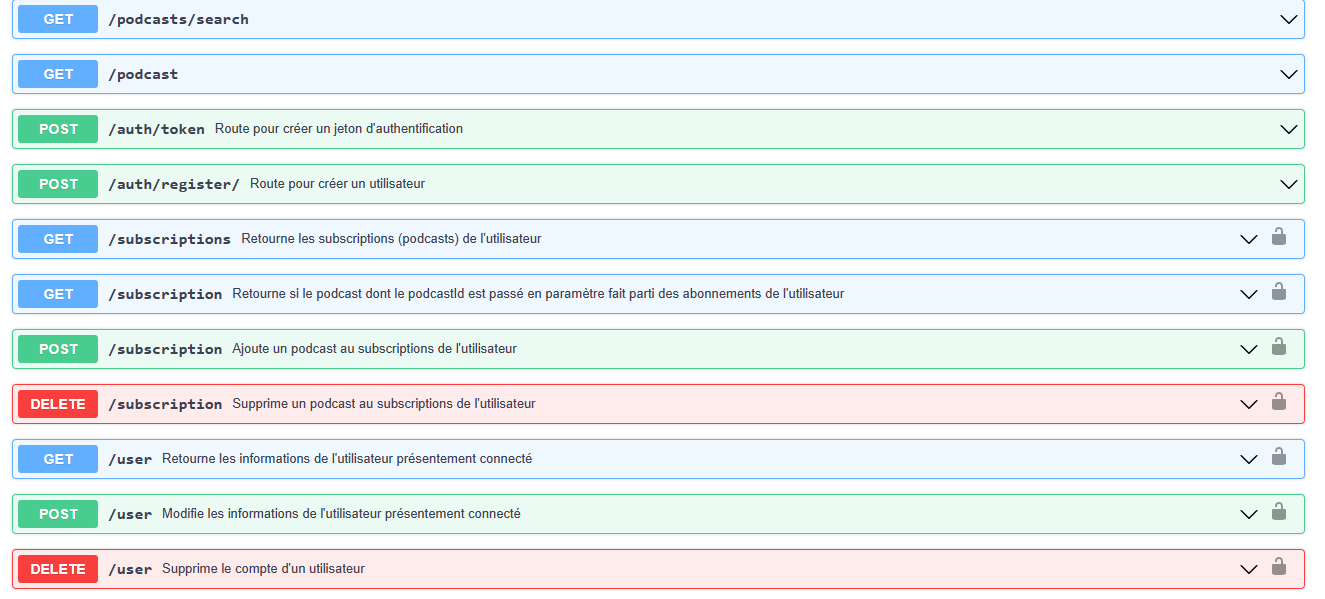 GET /podcasts/search
GET /podcast
POST /auth/token Route pour créer un jeton d'authentification
POST /auth/register/ Route pour créer un utilisateur
GET /subscriptions Retourne les subscriptions (podcasts) de l'utilisateur
GET /subscription Retourne si le podcast dont le podcastId est passé en paramètre fait parti des abonnements de l'utilisateur
POST /subscription Ajoute un podcast au subscriptions de l'utilisateur
DELETE /subscription Supprime un podcast au subscriptions de l'utilisateur
GET /user Retourne les informations de l'utilisateur présentement connecté
POST /user Modifie les informations de l'utilisateur présentement connecté
DELETE /user Supprime le compte d'un utilisateur